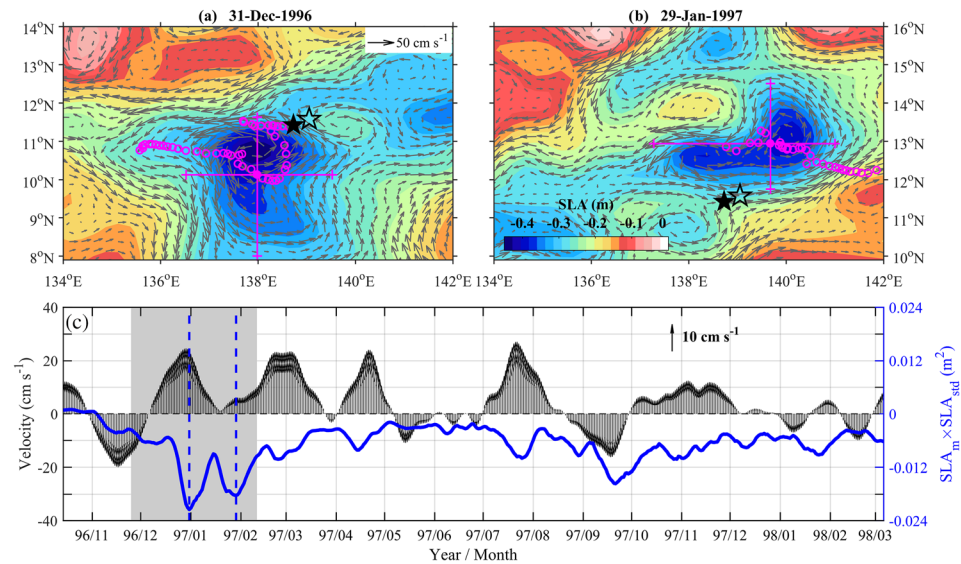 (a) 31-Dec-1996
(b) 29-Jan-1997
14°N
13°N
12°N
11°N
10°N
9°N
8°N
50 cm s⁻¹
134°E
136°E
138°E
140°E
142°E
16°N
15°N
14°N
13°N
12°N
11°N
10°N
SLA (m)
-0.4 -0.3 -0.2 -0.1 0
134°E
136°E
138°E
140°E
142°E
(c)
40
20
0
-20
-40
Velocity (cm s⁻¹)
10 cm s⁻¹
0.024
0.012
0
-0.012
-0.024
SLAₘ×SLAstd (m²)
96/11 96/12 97/01 97/02 97/03 97/04 97/05 97/06 97/07 97/08 97/09 97/10 97/11 97/12 98/01 98/02 98/03
Year / Month